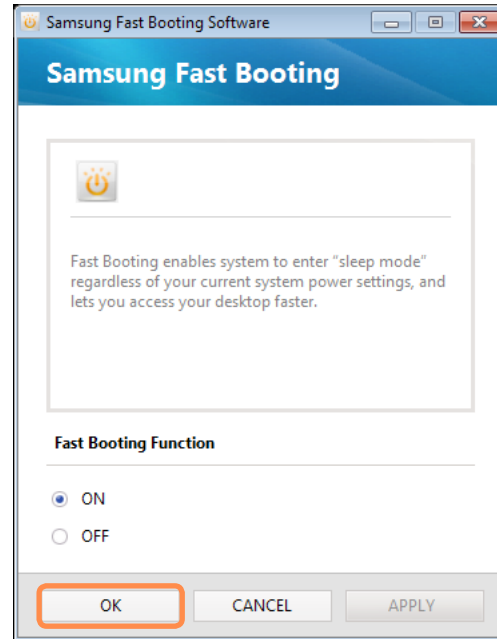 Samsung Fast Booting Software
Samsung Fast Booting
Fast Booting enables system to enter “sleep mode”
regardless of your current system power settings, and
lets you access your desktop faster.
Fast Booting Function
ON
OFF
OK CANCEL APPLY